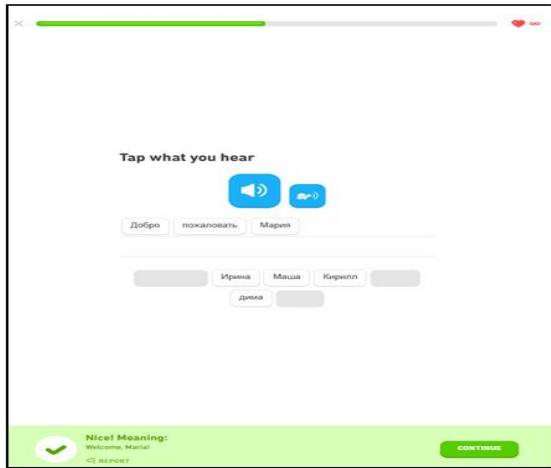 Tap what you hear
Добро пожаловать Мария
Ирина Маша Кирилл
дима
Nice! Meaning:
Welcome, Maria!
REPORT
CONTINUE